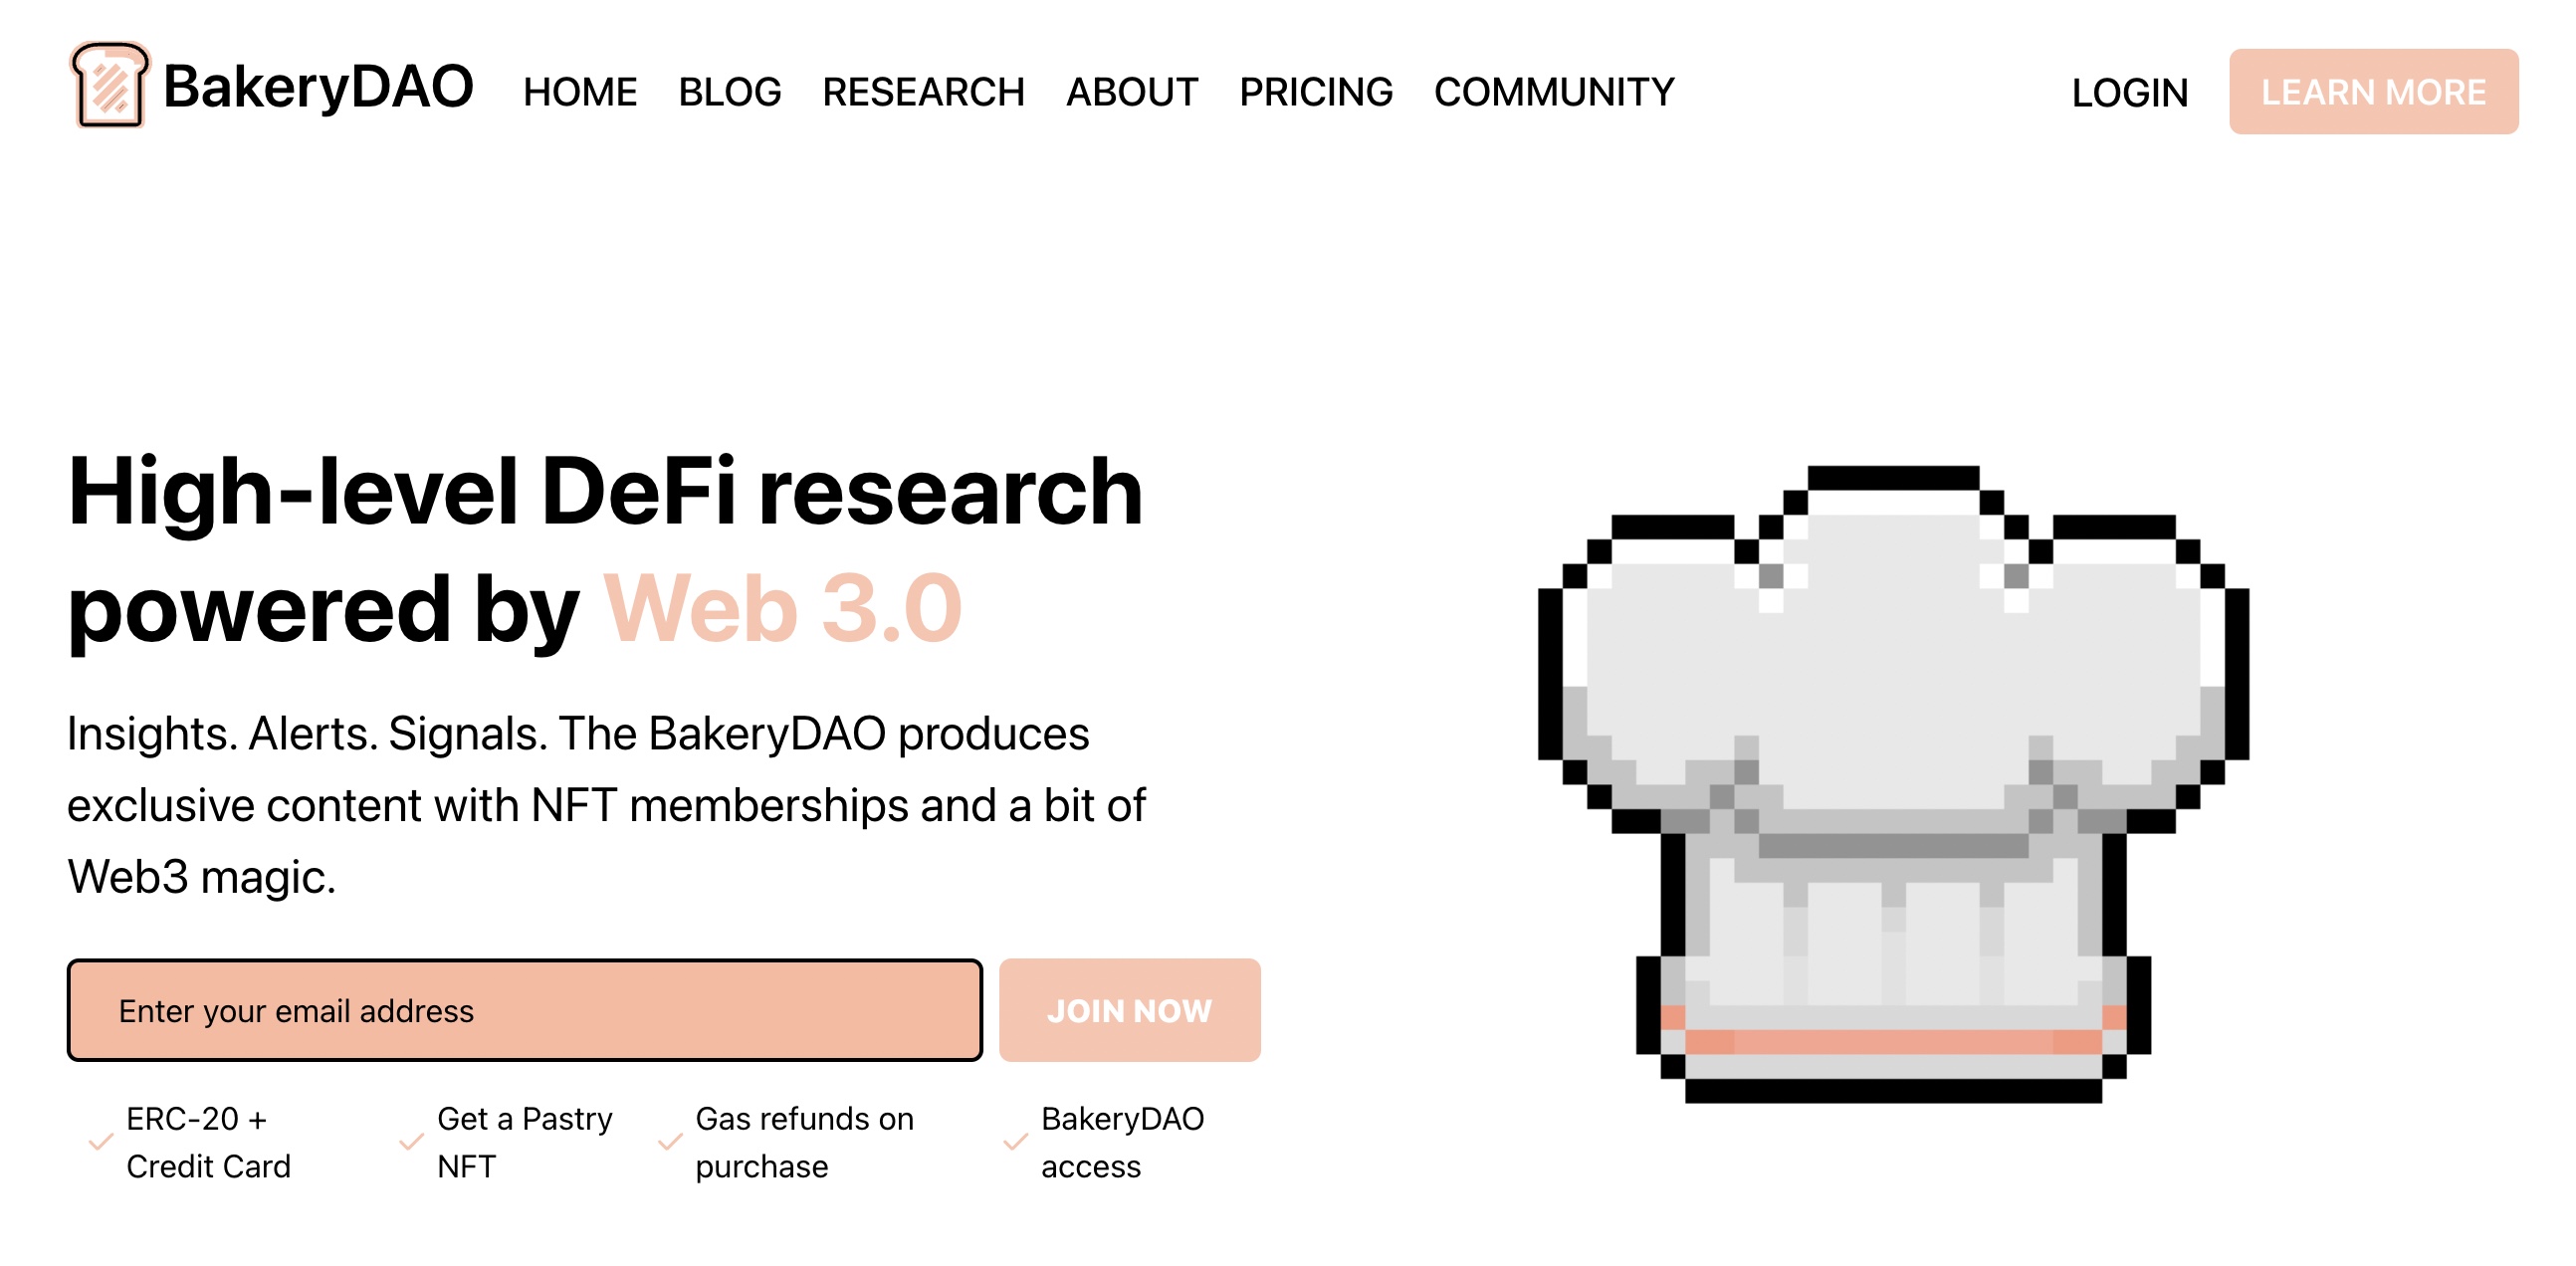 BakeryDAO
HOME BLOG RESEARCH ABOUT PRICING COMMUNITY
LOGIN LEARN MORE
High-level DeFi research
powered by Web 3.0
Insights. Alerts. Signals. The BakeryDAO produces
exclusive content with NFT memberships and a bit of
Web3 magic.
Enter your email address
JOIN NOW
ERC-20 +
Credit Card
Get a Pastry
NFT
Gas refunds on
purchase
BakeryDAO
access